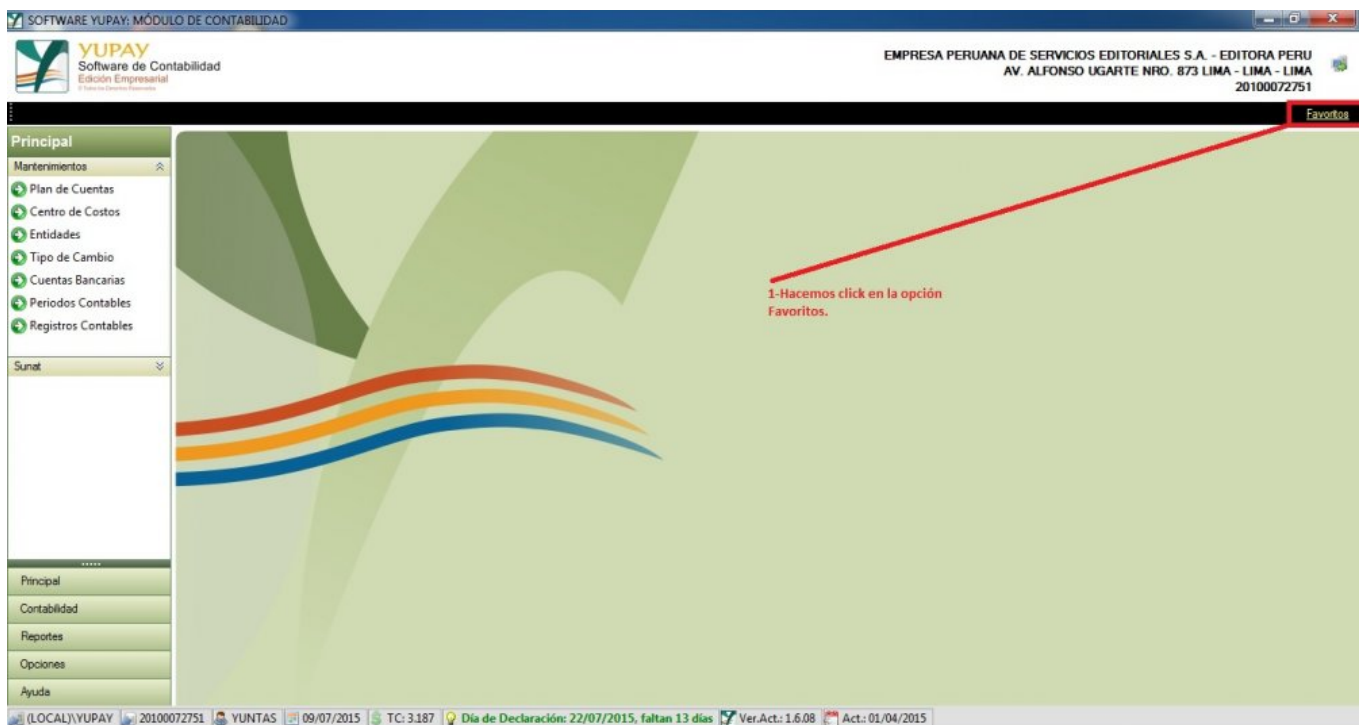 SOFTWARE YUPAY: MÓDULO DE CONTABILIDAD
YUPAY
Software de Contabilidad
Edición Empresarial
© Todos los Derechos Reservados
EMPRESA PERUANA DE SERVICIOS EDITORIALES S.A. - EDITORA PERU
AV. ALFONSO UGARTE NRO. 873 LIMA - LIMA - LIMA
20100072751
Favoritos
Principal
Mantenimientos
Plan de Cuentas
Centro de Costos
Entidades
Tipo de Cambio
Cuentas Bancarias
Periodos Contables
Registros Contables
Sunat
1-Hacemos click en la opción
Favoritos.
Principal
Contabilidad
Reportes
Opciones
Ayuda
(LOCAL)\YUPAY 20100072751 YUNTAS 09/07/2015 TC: 3.187 Día de Declaración: 22/07/2015, faltan 13 días Ver.Act.: 1.6.08 Act.: 01/04/2015